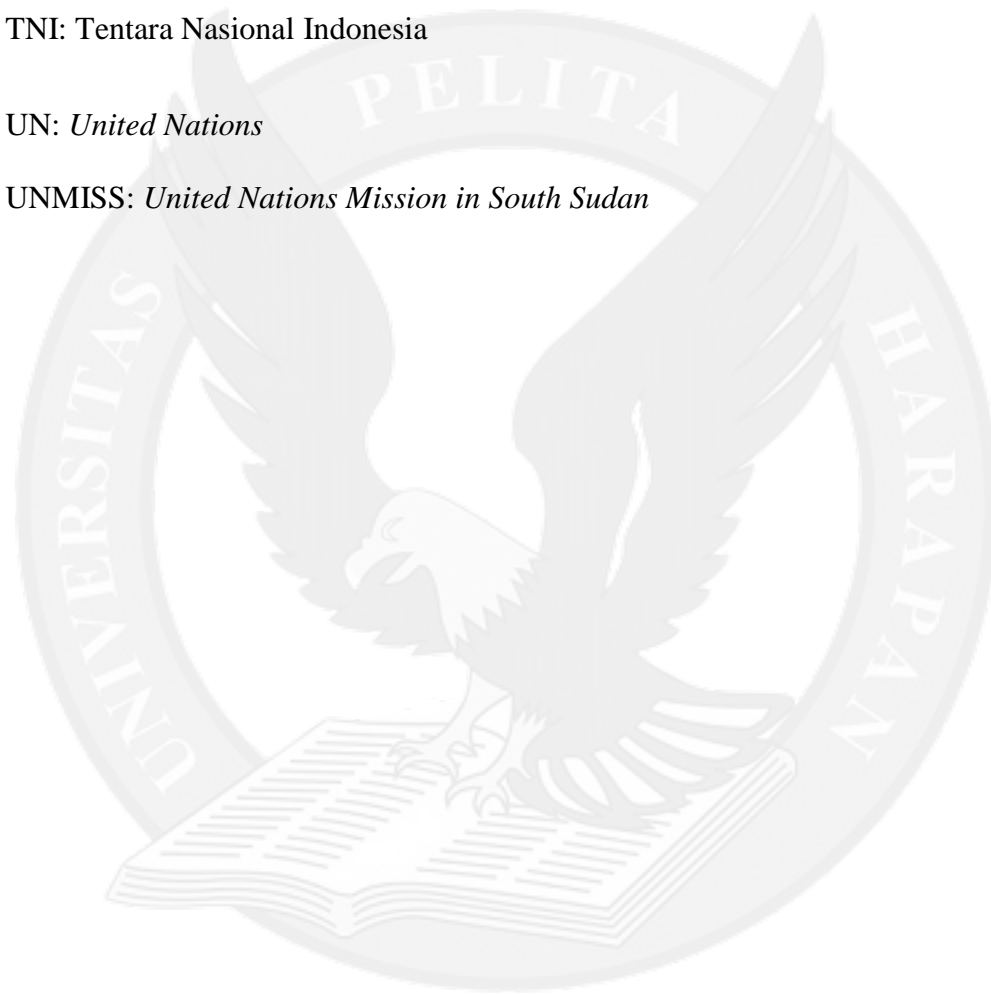 TNI: Tentara Nasional Indonesia
UN: United Nations
UNMISS: United Nations Mission in South Sudan
UNIVERSITAS PELITA HARAPAN